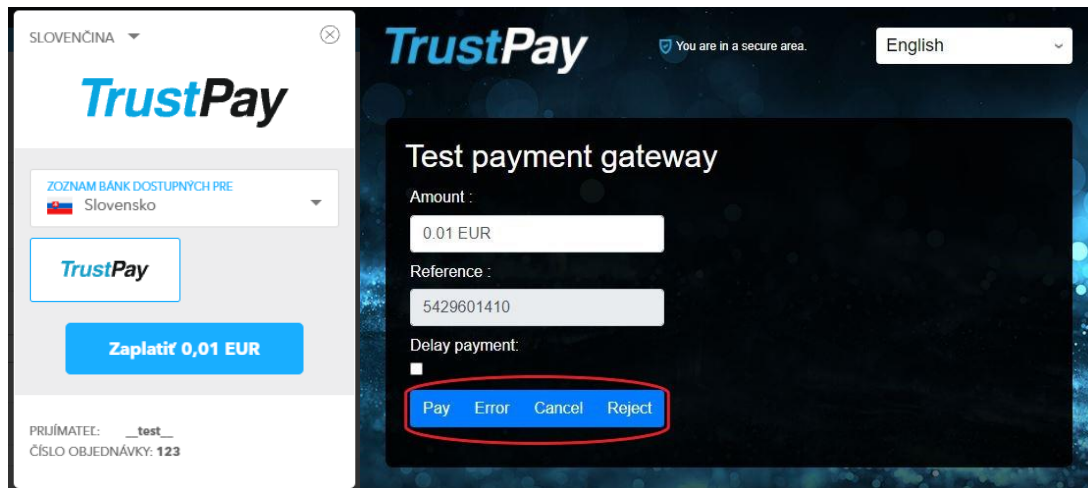 SLOVENČINA
TrustPay
ZOZNAM BÁNK DOSTUPNÝCH PRE
Slovensko
TrustPay
Zaplatiť 0,01 EUR
PRIJÍMATEĽ: __test__
ČÍSLO OBJEDNÁVKY: 123
TrustPay
You are in a secure area.
English
Test payment gateway
Amount :
0.01 EUR
Reference :
5429601410
Delay payment:
Pay Error Cancel Reject